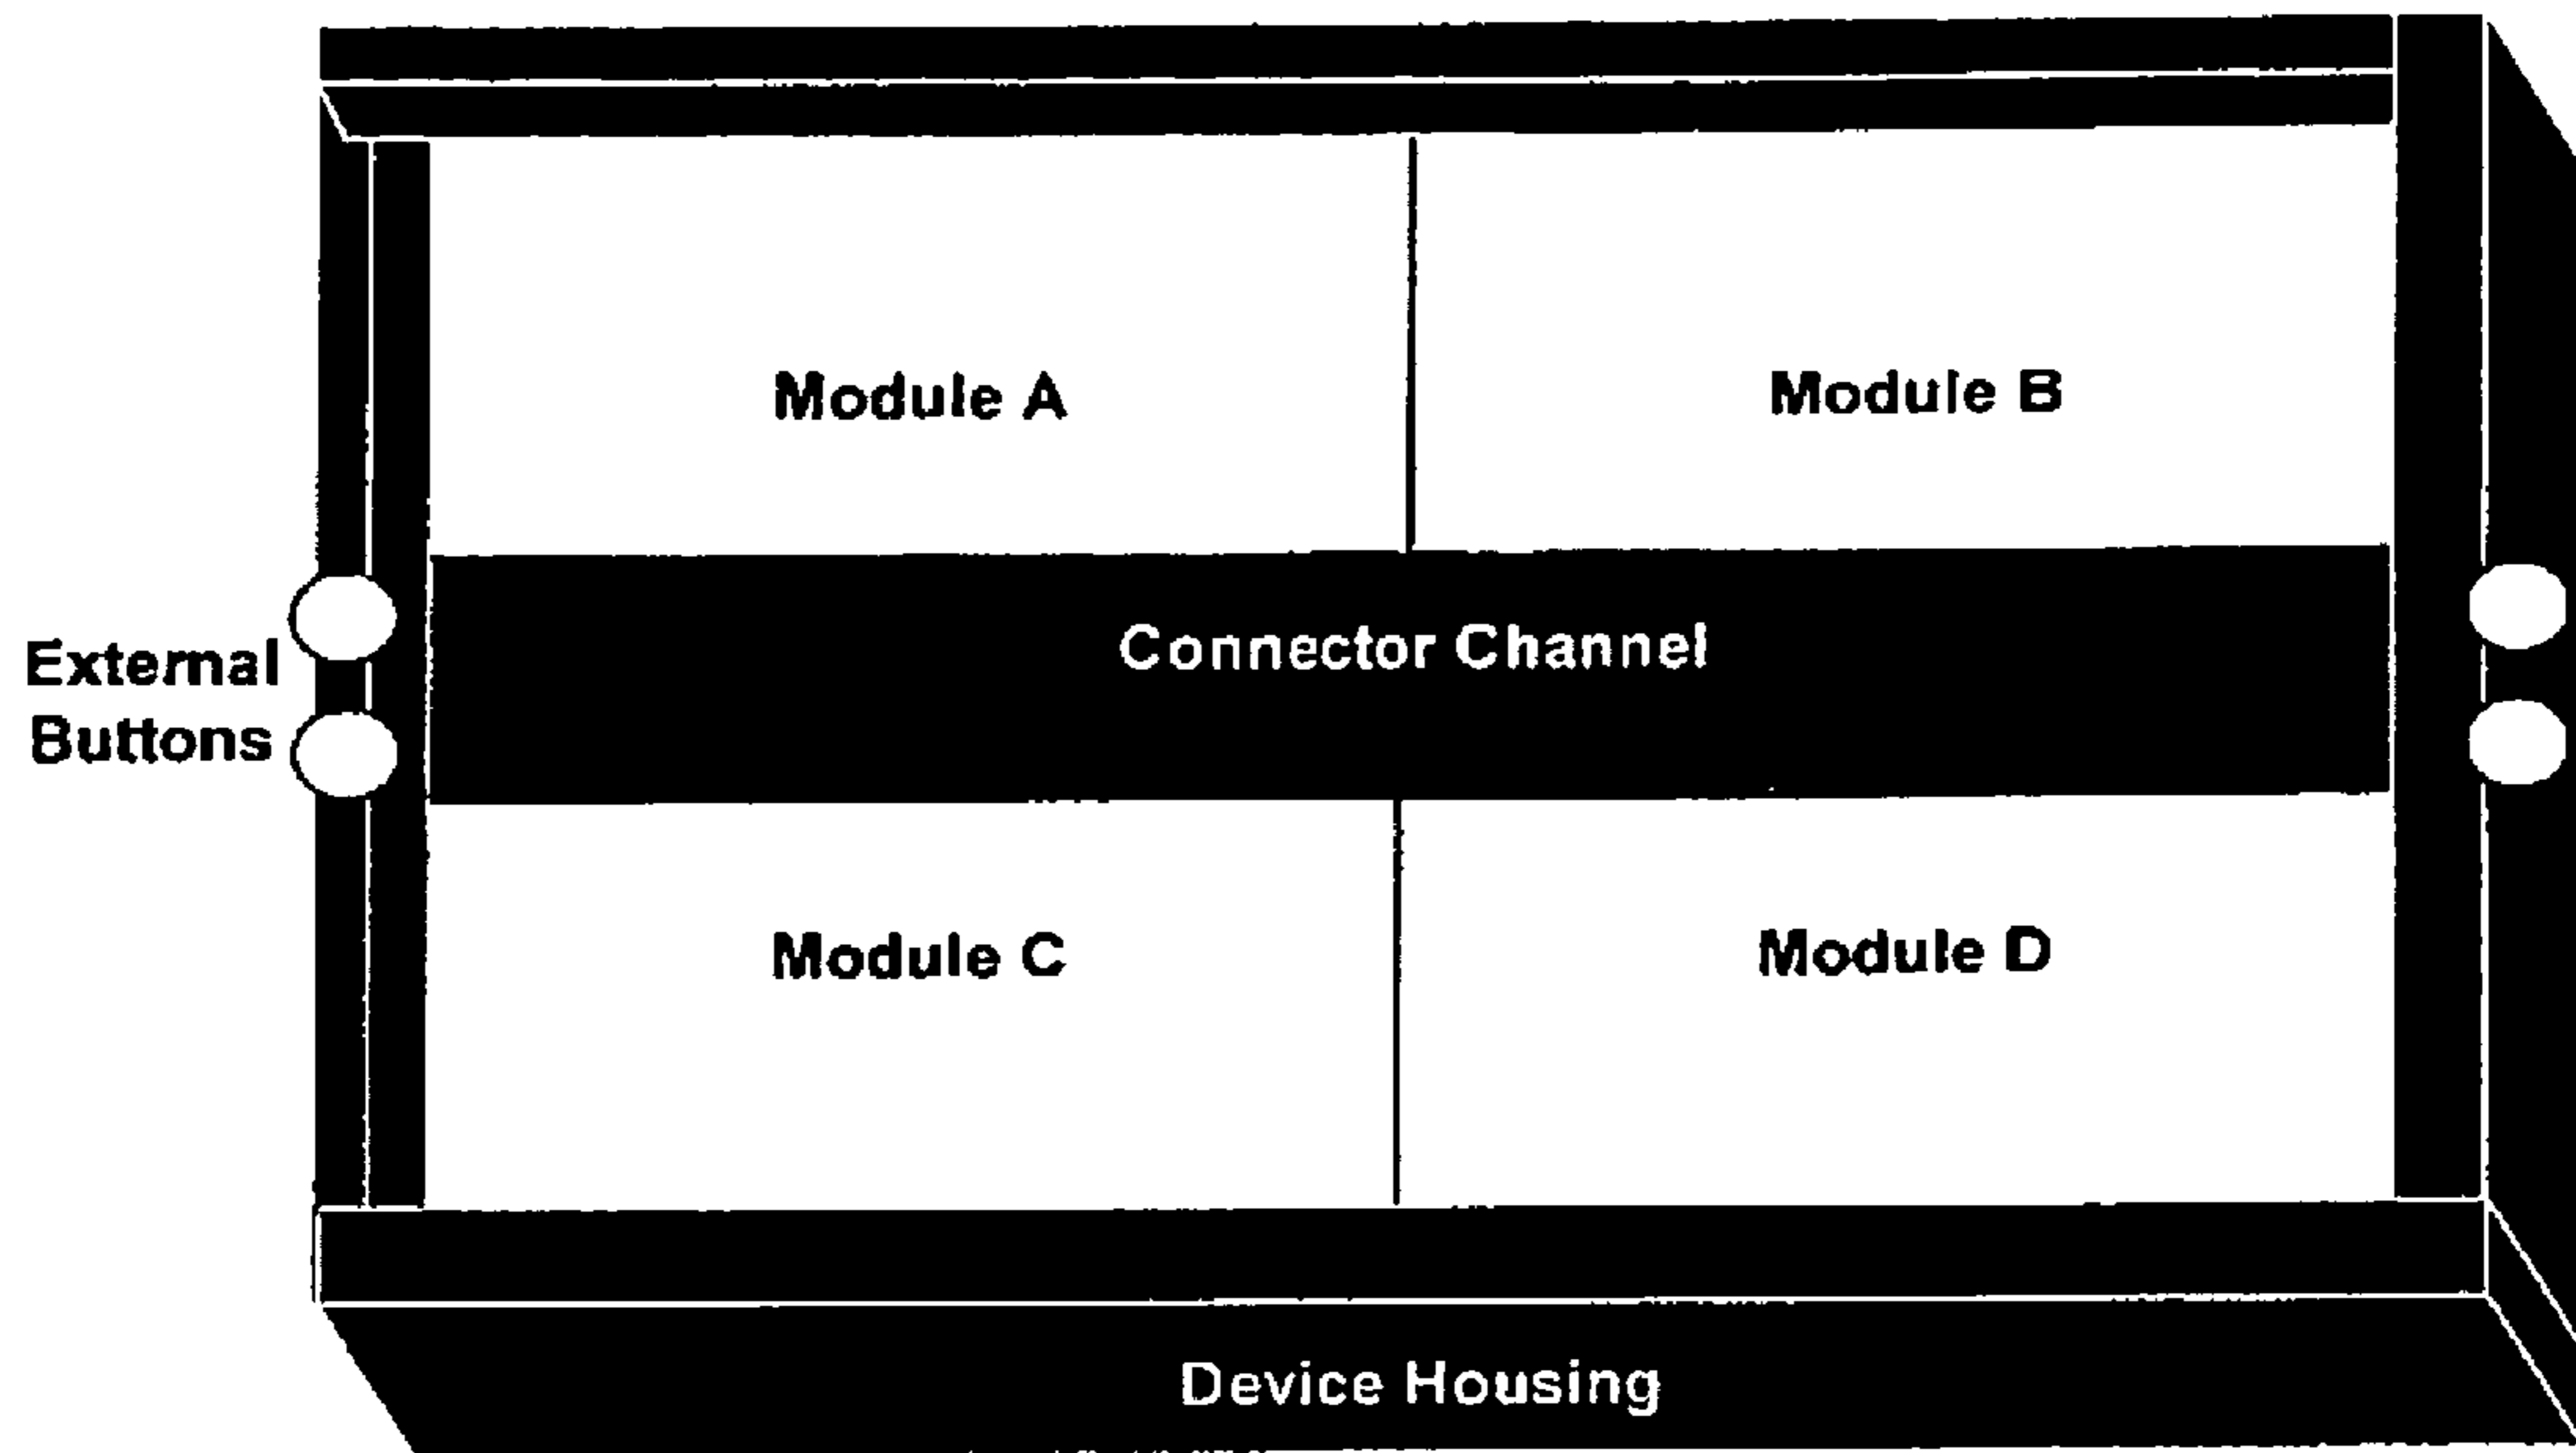 Module A
Module B
Connector Channel
External
Buttons
Module C
Module D
Device Housing